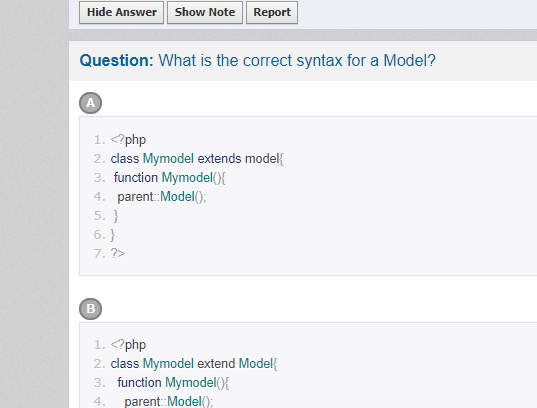 Hide Answer Show Note Report
Question: What is the correct syntax for a Model?
A
1. <?php
2. class Mymodel extends model{
3. function Mymodel(){
4. parent::Model();
5. }
6. }
7. ?>
B
1. <?php
2. class Mymodel extend Model{
3. function Mymodel(){
4. parent::Model();